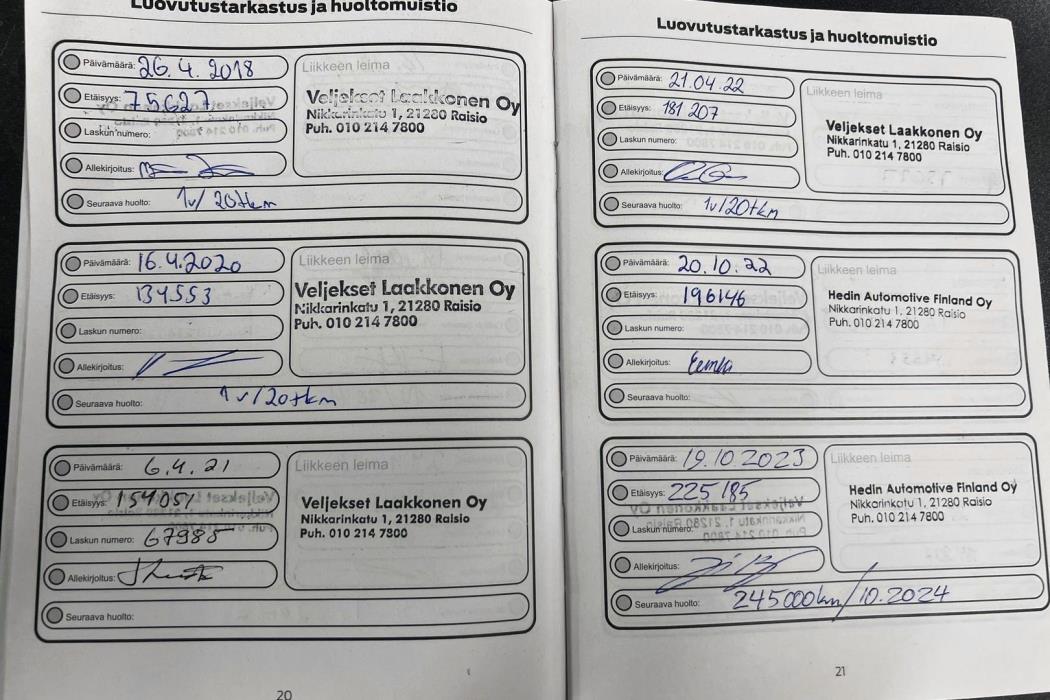 Luovutustarkastus ja huoltomuistio
Päivämäärä: 26.4.2018
Etäisyys: 75627
Laskun numero:
Allekirjoitus:
Seuraava huolto: 1v/20tkm
Liikkeen leima
Veljekset Laakkonen Oy
Nikkarinkatu 1, 21280 Raisio
Puh. 010 214 7800
Päivämäärä: 16.4.2020
Etäisyys: 134553
Laskun numero:
Allekirjoitus:
Seuraava huolto: 1v/20tkm
Liikkeen leima
Veljekset Laakkonen Oy
Nikkarinkatu 1, 21280 Raisio
Puh. 010 214 7800
Päivämäärä: 6.4.21
Etäisyys: 154051
Laskun numero: 67988
Allekirjoitus:
Seuraava huolto:
Liikkeen leima
Veljekset Laakkonen Oy
Nikkarinkatu 1, 21280 Raisio
Puh. 010 214 7800
20
Luovutustarkastus ja huoltomuistio
Päivämäärä: 21.04.22
Etäisyys: 181 207
Laskun numero:
Allekirjoitus:
Seuraava huolto: 1v/20tkm
Liikkeen leima
Veljekset Laakkonen Oy
Nikkarinkatu 1, 21280 Raisio
Puh. 010 214 7800
Päivämäärä: 20.10.22
Etäisyys: 196146
Laskun numero:
Allekirjoitus:
Seuraava huolto:
Liikkeen leima
Hedin Automotive Finland Oy
Nikkarinkatu 1, 21280 Raisio
Puh. 010 214 7800
Päivämäärä: 19.10.2023
Etäisyys: 225 185
Laskun numero:
Allekirjoitus:
Seuraava huolto: 245000km/10.2024
Liikkeen leima
Hedin Automotive Finland Oy
Nikkarinkatu 1, 21280 Raisio
Puh. 010 214 7800
21